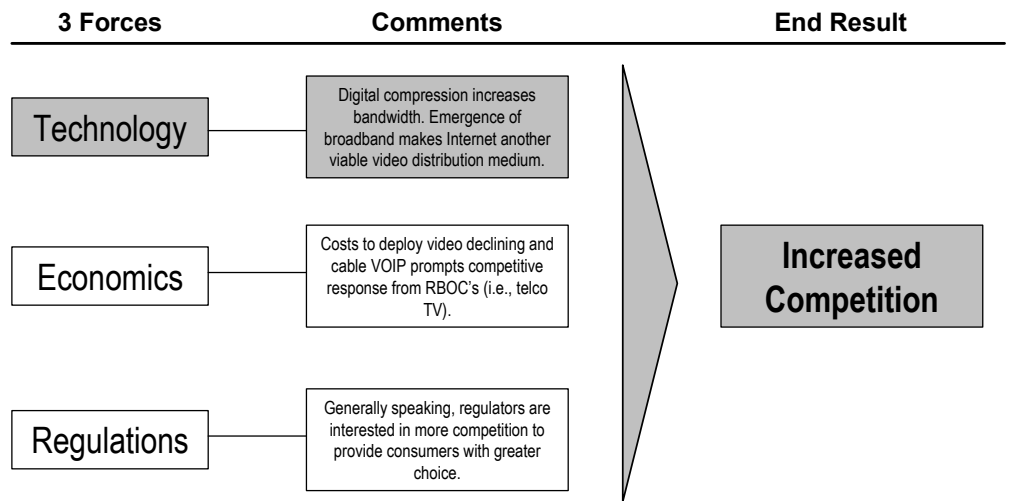 3 Forces Comments End Result
Technology
Digital compression increases
bandwidth. Emergence of
broadband makes Internet another
viable video distribution medium.
Economics
Costs to deploy video declining and
cable VOIP prompts competitive
response from RBOC's (i.e., telco
TV).
Regulations
Generally speaking, regulators are
interested in more competition to
provide consumers with greater
choice.
Increased
Competition